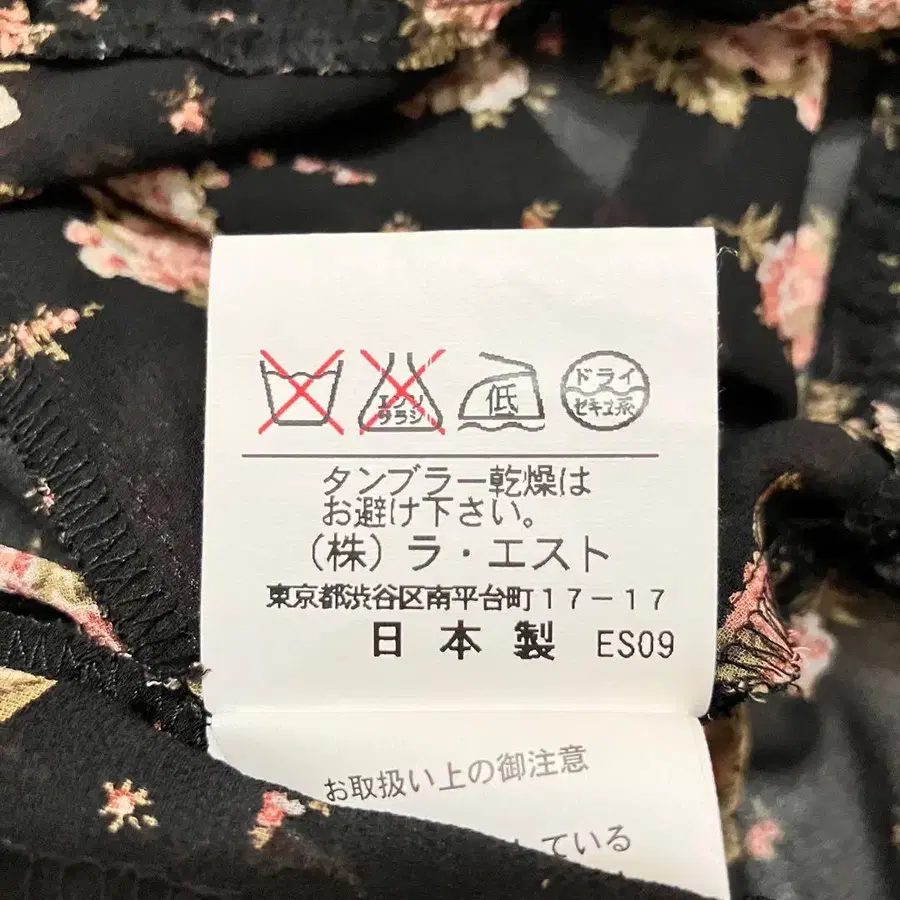 エンソ
サラシ
低
ドライ
セキユ系
タンブラー乾燥は
お避け下さい。
(株)ラ・エスト
東京都渋谷区南平台町17-17
日本製 ES09
お取扱い上の御注意
している